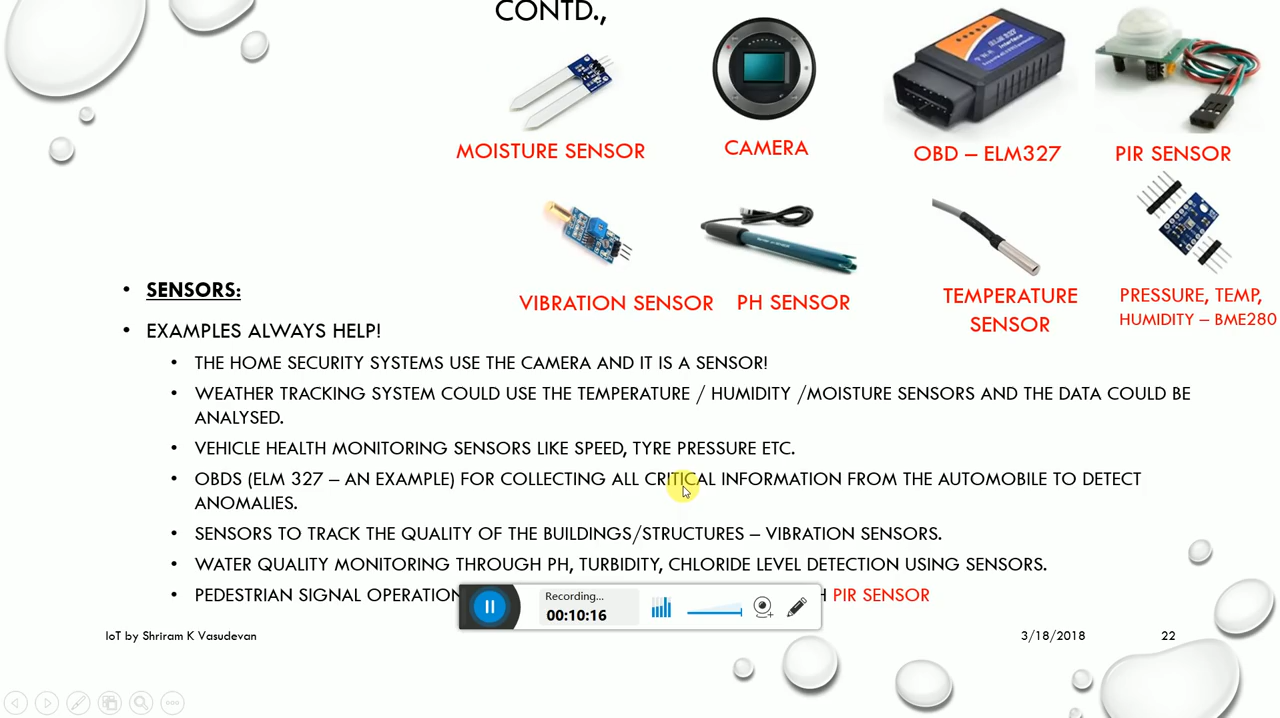 CONTD.,
MOISTURE SENSOR
CAMERA
OBD – ELM327
PIR SENSOR
VIBRATION SENSOR
PH SENSOR
TEMPERATURE
SENSOR
PRESSURE, TEMP,
HUMIDITY – BME280
• SENSORS:
• EXAMPLES ALWAYS HELP!
• THE HOME SECURITY SYSTEMS USE THE CAMERA AND IT IS A SENSOR!
• WEATHER TRACKING SYSTEM COULD USE THE TEMPERATURE / HUMIDITY /MOISTURE SENSORS AND THE DATA COULD BE
ANALYSED.
• VEHICLE HEALTH MONITORING SENSORS LIKE SPEED, TYRE PRESSURE ETC.
• OBDS (ELM 327 – AN EXAMPLE) FOR COLLECTING ALL CRITICAL INFORMATION FROM THE AUTOMOBILE TO DETECT
ANOMALIES.
• SENSORS TO TRACK THE QUALITY OF THE BUILDINGS/STRUCTURES – VIBRATION SENSORS.
• WATER QUALITY MONITORING THROUGH PH, TURBIDITY, CHLORIDE LEVEL DETECTION USING SENSORS.
• PEDESTRIAN SIGNAL OPERATION PIR SENSOR
Recording...
00:10:16
IoT by Shriram K Vasudevan
3/18/2018
22